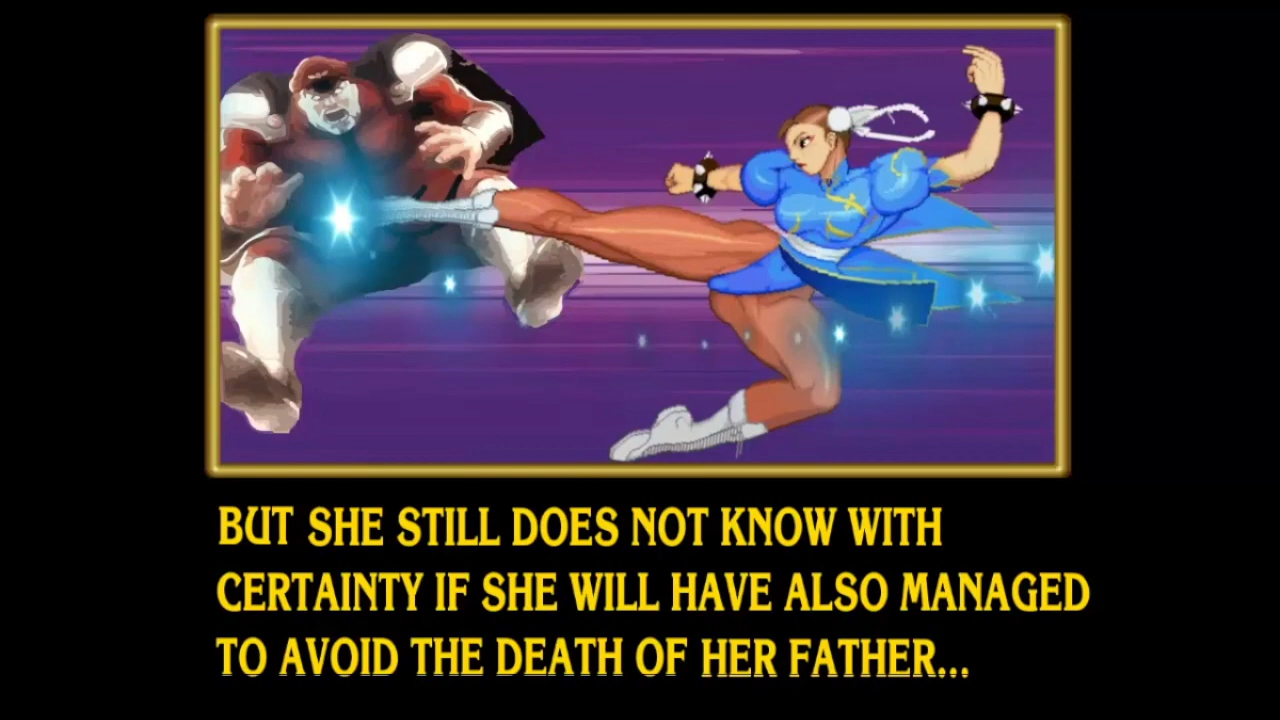 BUT SHE STILL DOES NOT KNOW WITH
CERTAINTY IF SHE WILL HAVE ALSO MANAGED
TO AVOID THE DEATH OF HER FATHER...